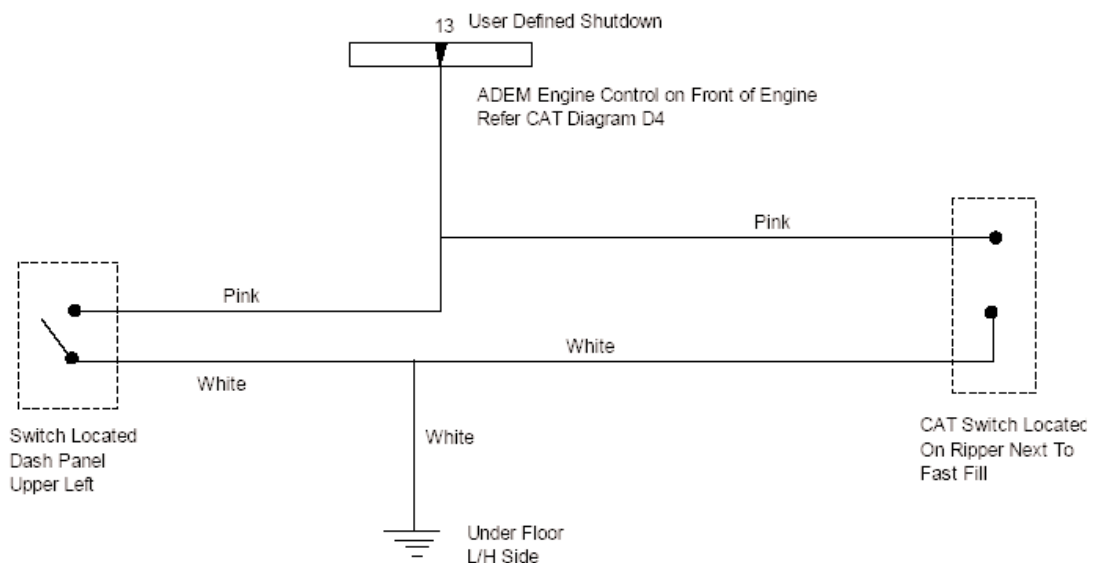 13 User Defined Shutdown
ADEM Engine Control on Front of Engine
Refer CAT Diagram D4
Pink
Pink
White
White
White
Switch Located
Dash Panel
Upper Left
CAT Switch Located
On Ripper Next To
Fast Fill
Under Floor
L/H Side